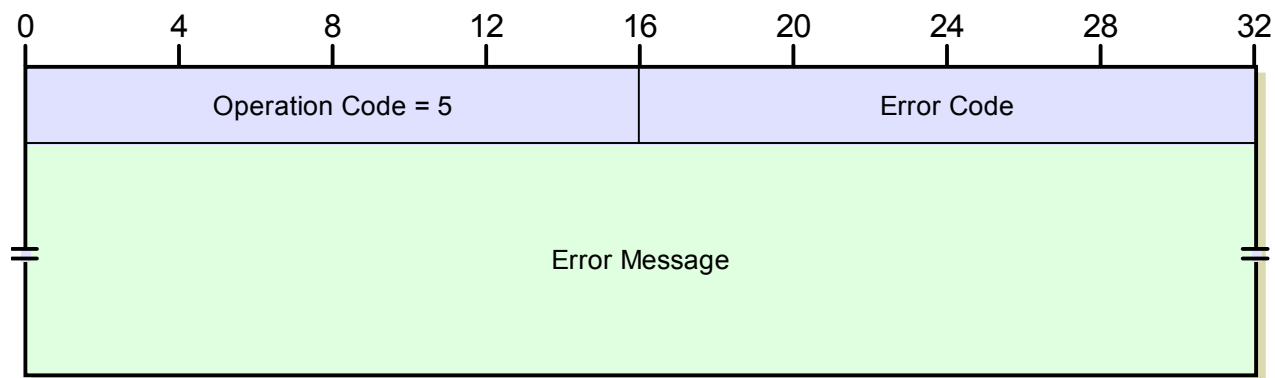 0 4 8 12 16 20 24 28 32
Operation Code = 5 Error Code
Error Message